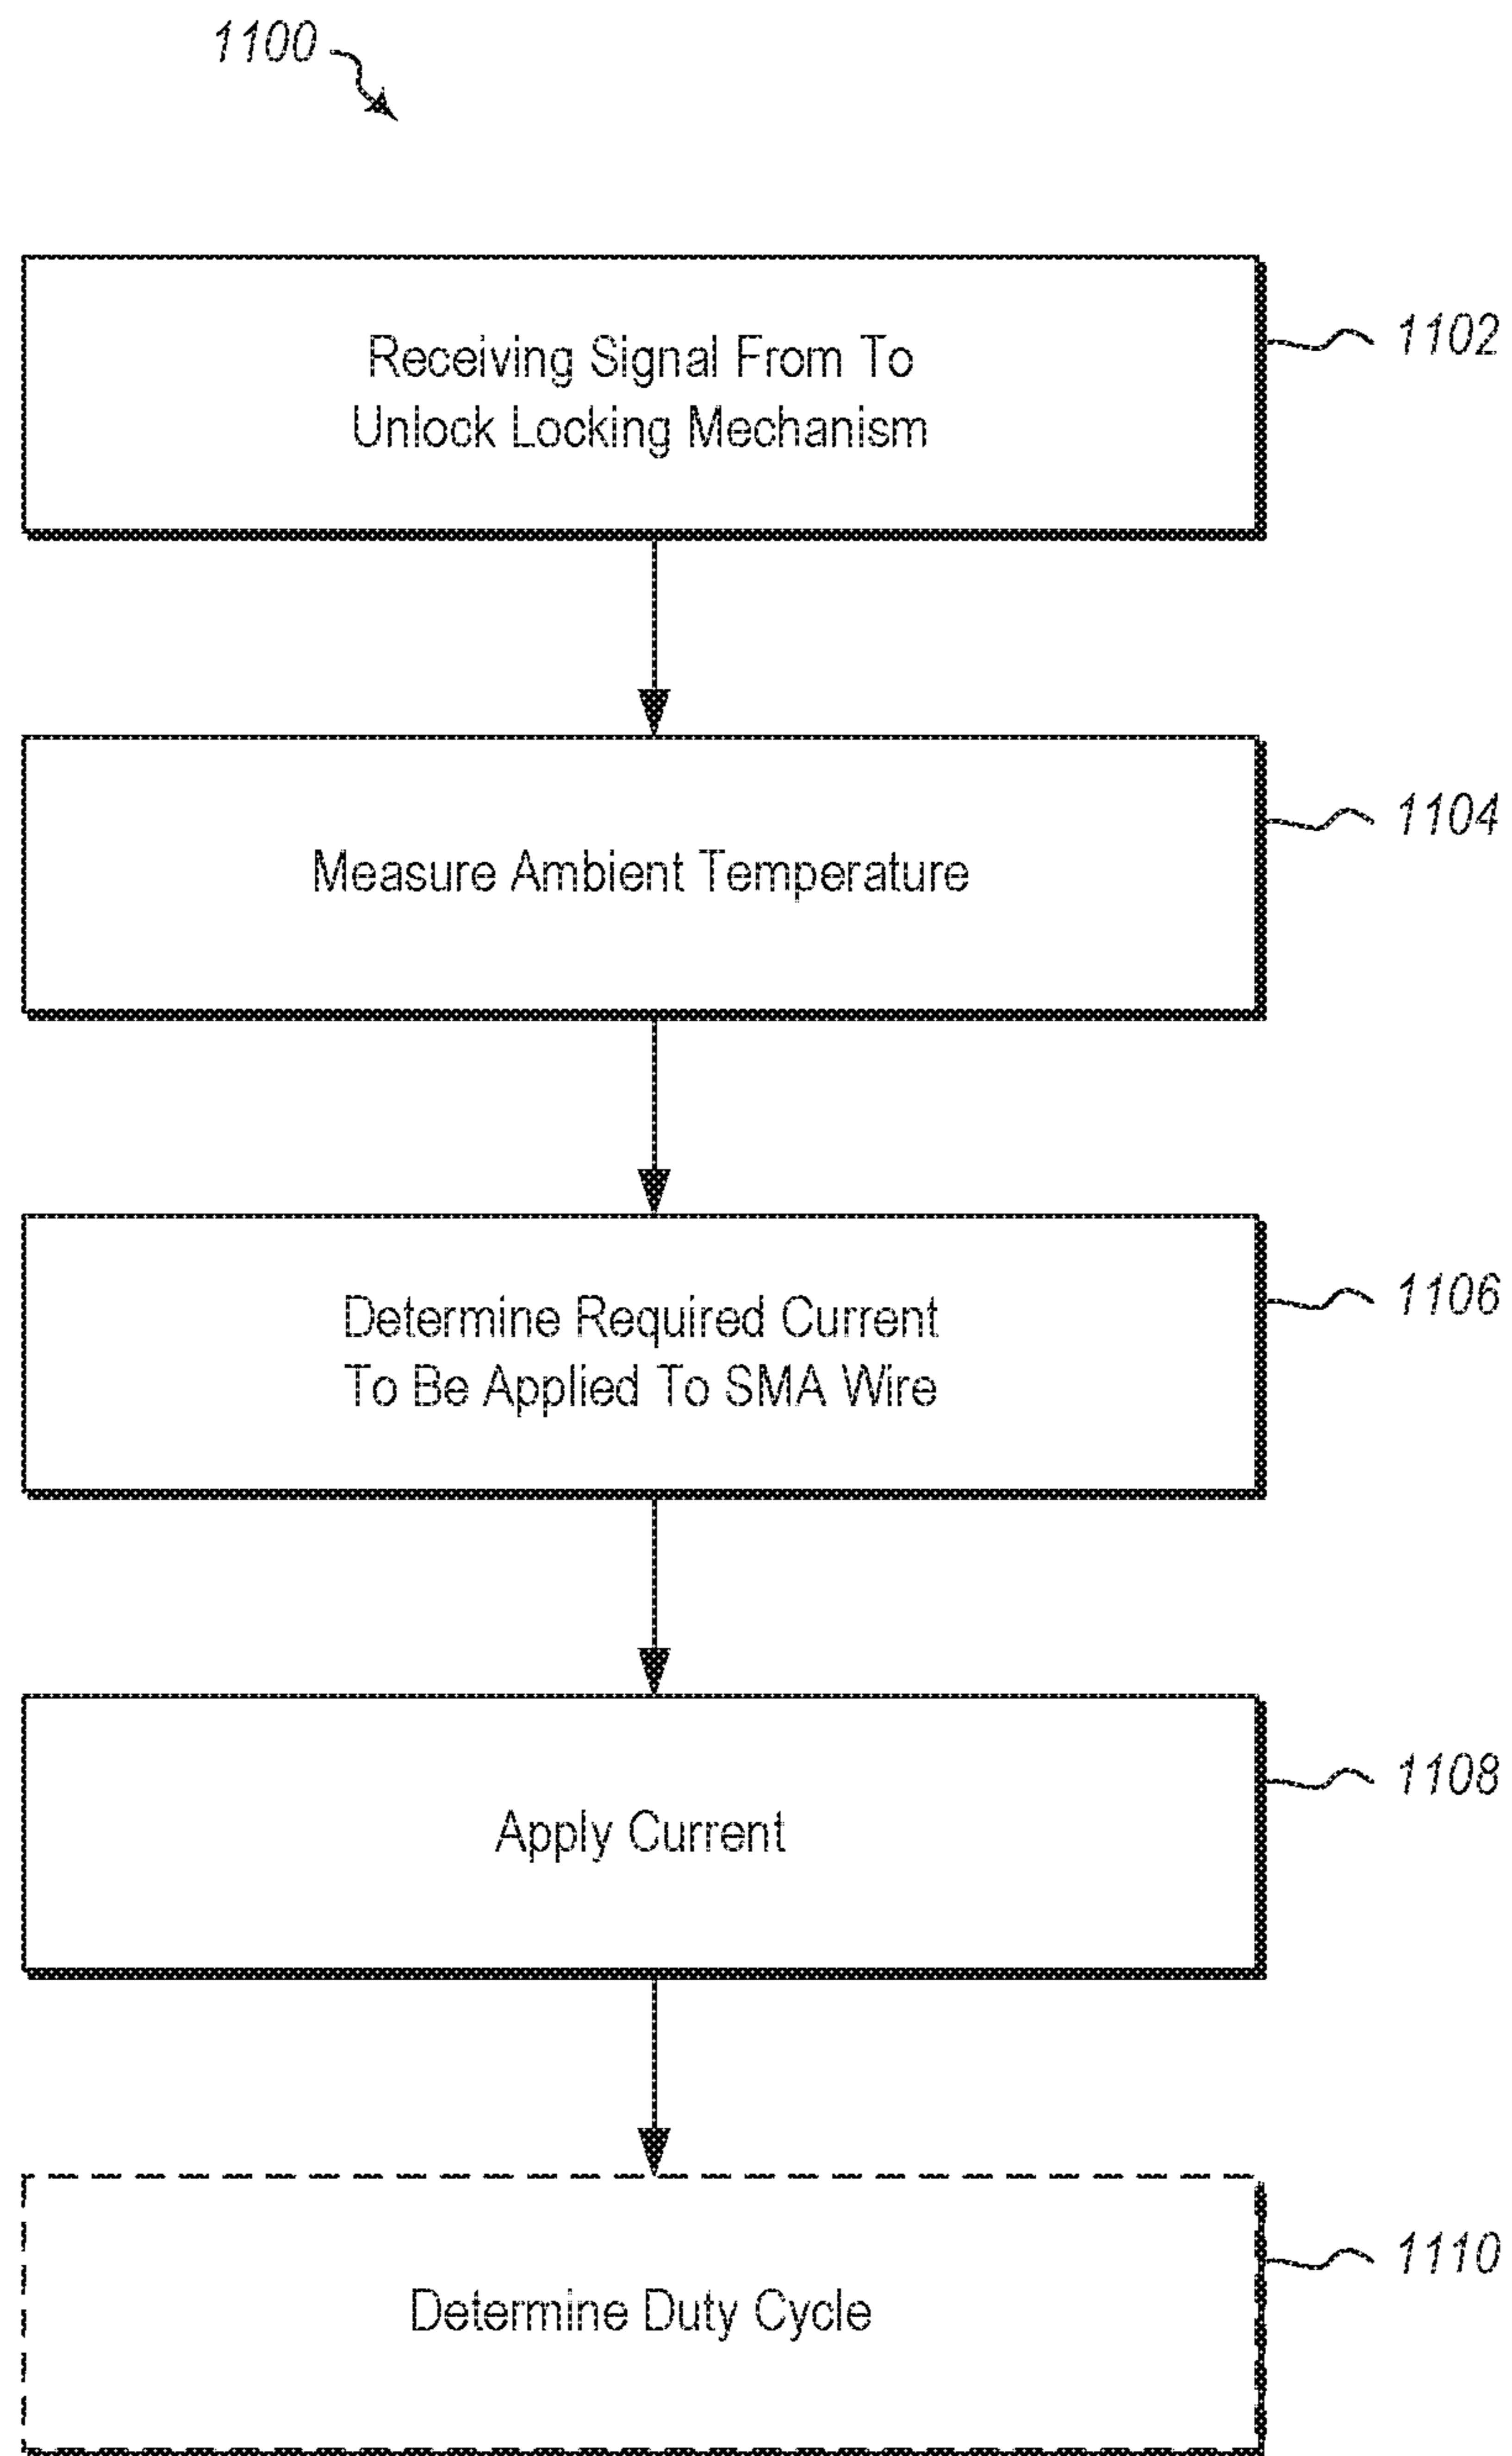 1100
Receiving Signal From To
Unlock Locking Mechanism
1102
Measure Ambient Temperature
1104
Determine Required Current
To Be Applied To SMA Wire
1106
Apply Current
1108
Determine Duty Cycle
1110